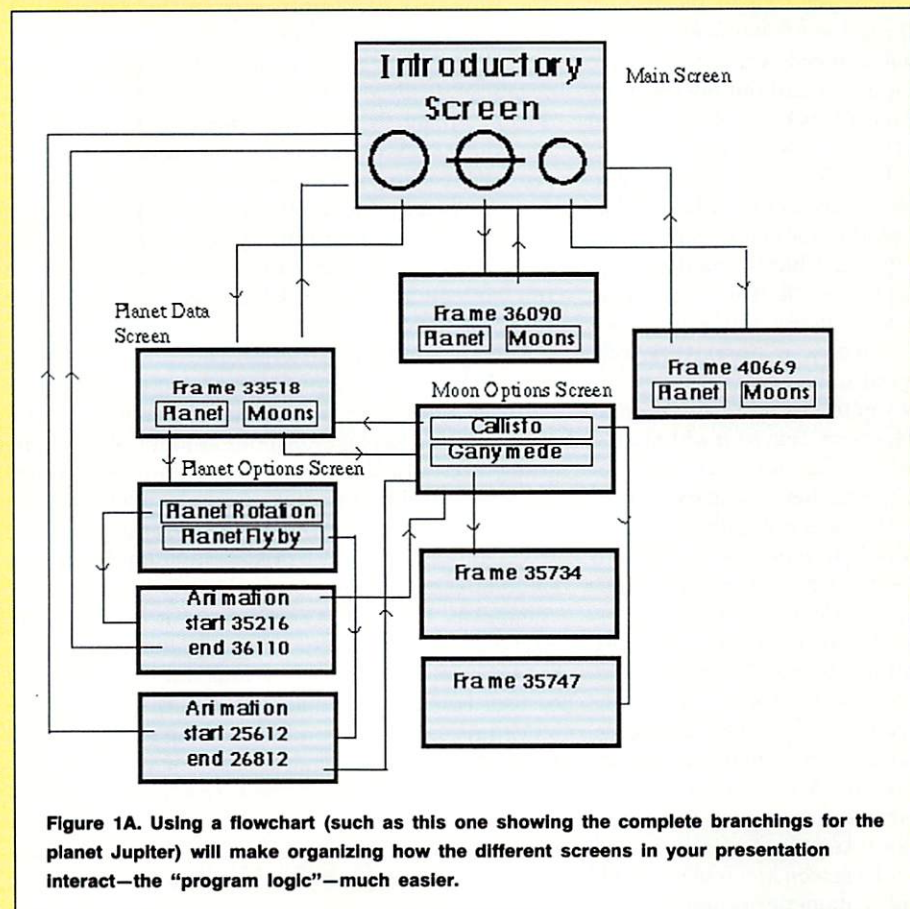 Introductory
Screen
Main Screen
Frame 36090
Planet Moons
Planet Data
Screen
Frame 33518
Planet Moons
Frame 40669
Planet Moons
Moon Options Screen
Callisto
Ganymede
Planet Options Screen
Planet Rotation
Planet Flyby
Animation
start 35216
end 36110
Frame 35734
Frame 35747
Animation
start 25612
end 26812
Figure 1A. Using a flowchart (such as this one showing the complete branchings for the
planet Jupiter) will make organizing how the different screens in your presentation
interact—the “program logic”—much easier.